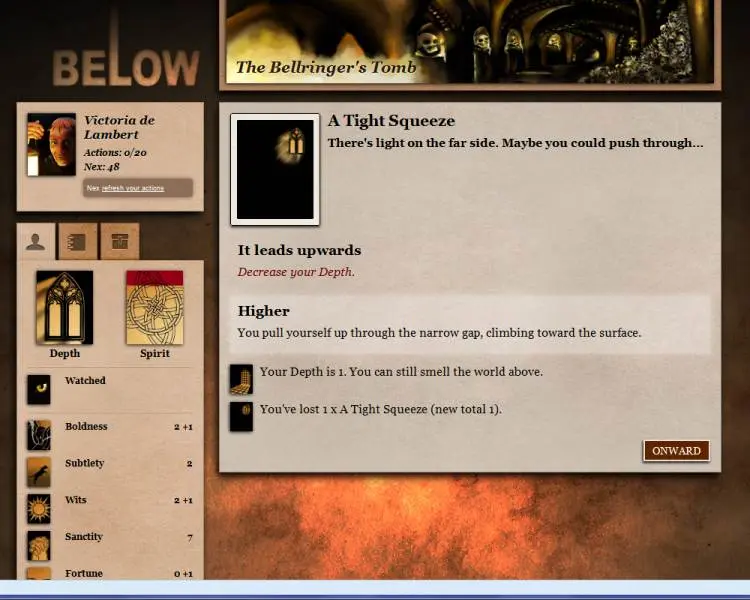 BELOW
The Bellringer's Tomb
Victoria de
Lambert
Actions: 0/20
Nex: 48
Nex refresh your actions
A Tight Squeeze
There's light on the far side. Maybe you could push through...
It leads upwards
Decrease your Depth.
Higher
You pull yourself up through the narrow gap, climbing toward the surface.
Your Depth is 1. You can still smell the world above.
You've lost 1 x A Tight Squeeze (new total 1).
ONWARD
Depth
Spirit
Watched
Boldness 2 +1
Subtlety 2
Wits 2 +1
Sanctity 7
Fortune 0 +1